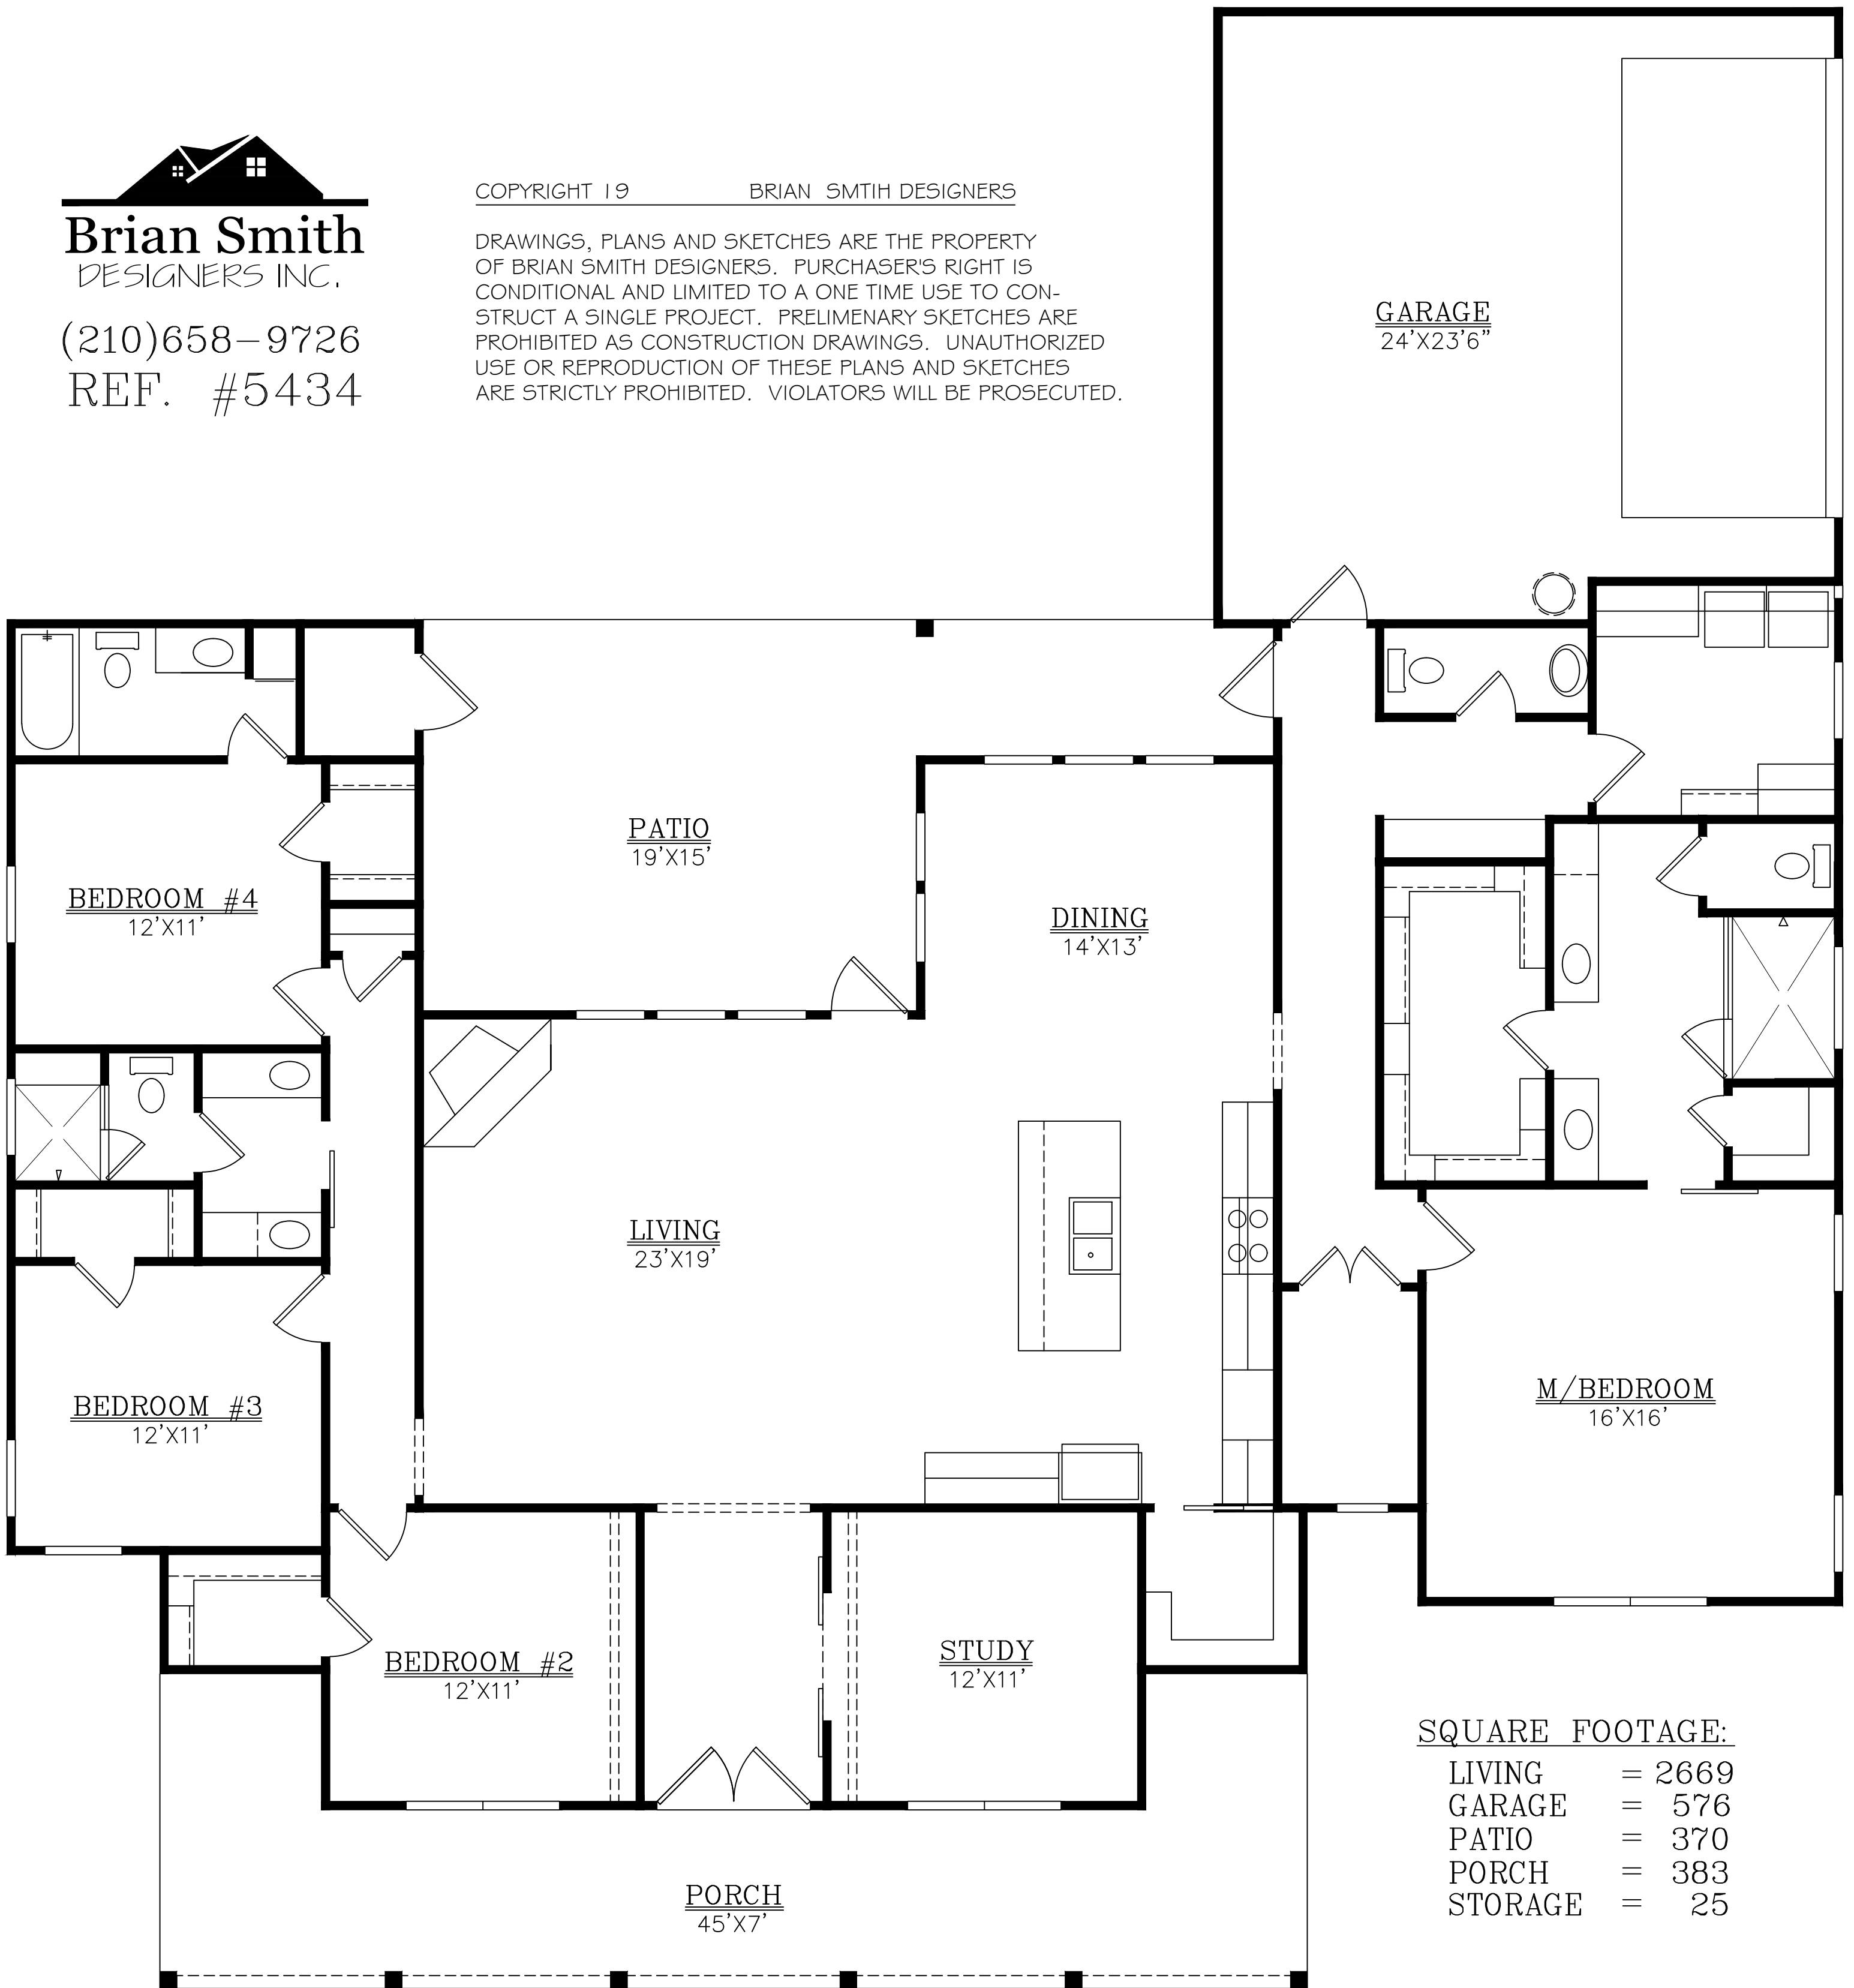 Brian Smith
DESIGNERS INC.
(210)658-9726
REF. #5434
COPYRIGHT 19 BRIAN SMTIH DESIGNERS
DRAWINGS, PLANS AND SKETCHES ARE THE PROPERTY
OF BRIAN SMITH DESIGNERS. PURCHASER'S RIGHT IS
CONDITIONAL AND LIMITED TO A ONE TIME USE TO CON-
STRUCT A SINGLE PROJECT. PRELIMENARY SKETCHES ARE
PROHIBITED AS CONSTRUCTION DRAWINGS. UNAUTHORIZED
USE OR REPRODUCTION OF THESE PLANS AND SKETCHES
ARE STRICTLY PROHIBITED. VIOLATORS WILL BE PROSECUTED.
GARAGE
24'X23'6"
PATIO
19'X15'
BEDROOM #4
12'X11'
DINING
14'X13'
LIVING
23'X19'
BEDROOM #3
12'X11'
M/BEDROOM
16'X16'
BEDROOM #2
12'X11'
STUDY
12'X11'
PORCH
45'X7'
SQUARE FOOTAGE:
LIVING = 2669
GARAGE = 576
PATIO = 370
PORCH = 383
STORAGE = 25